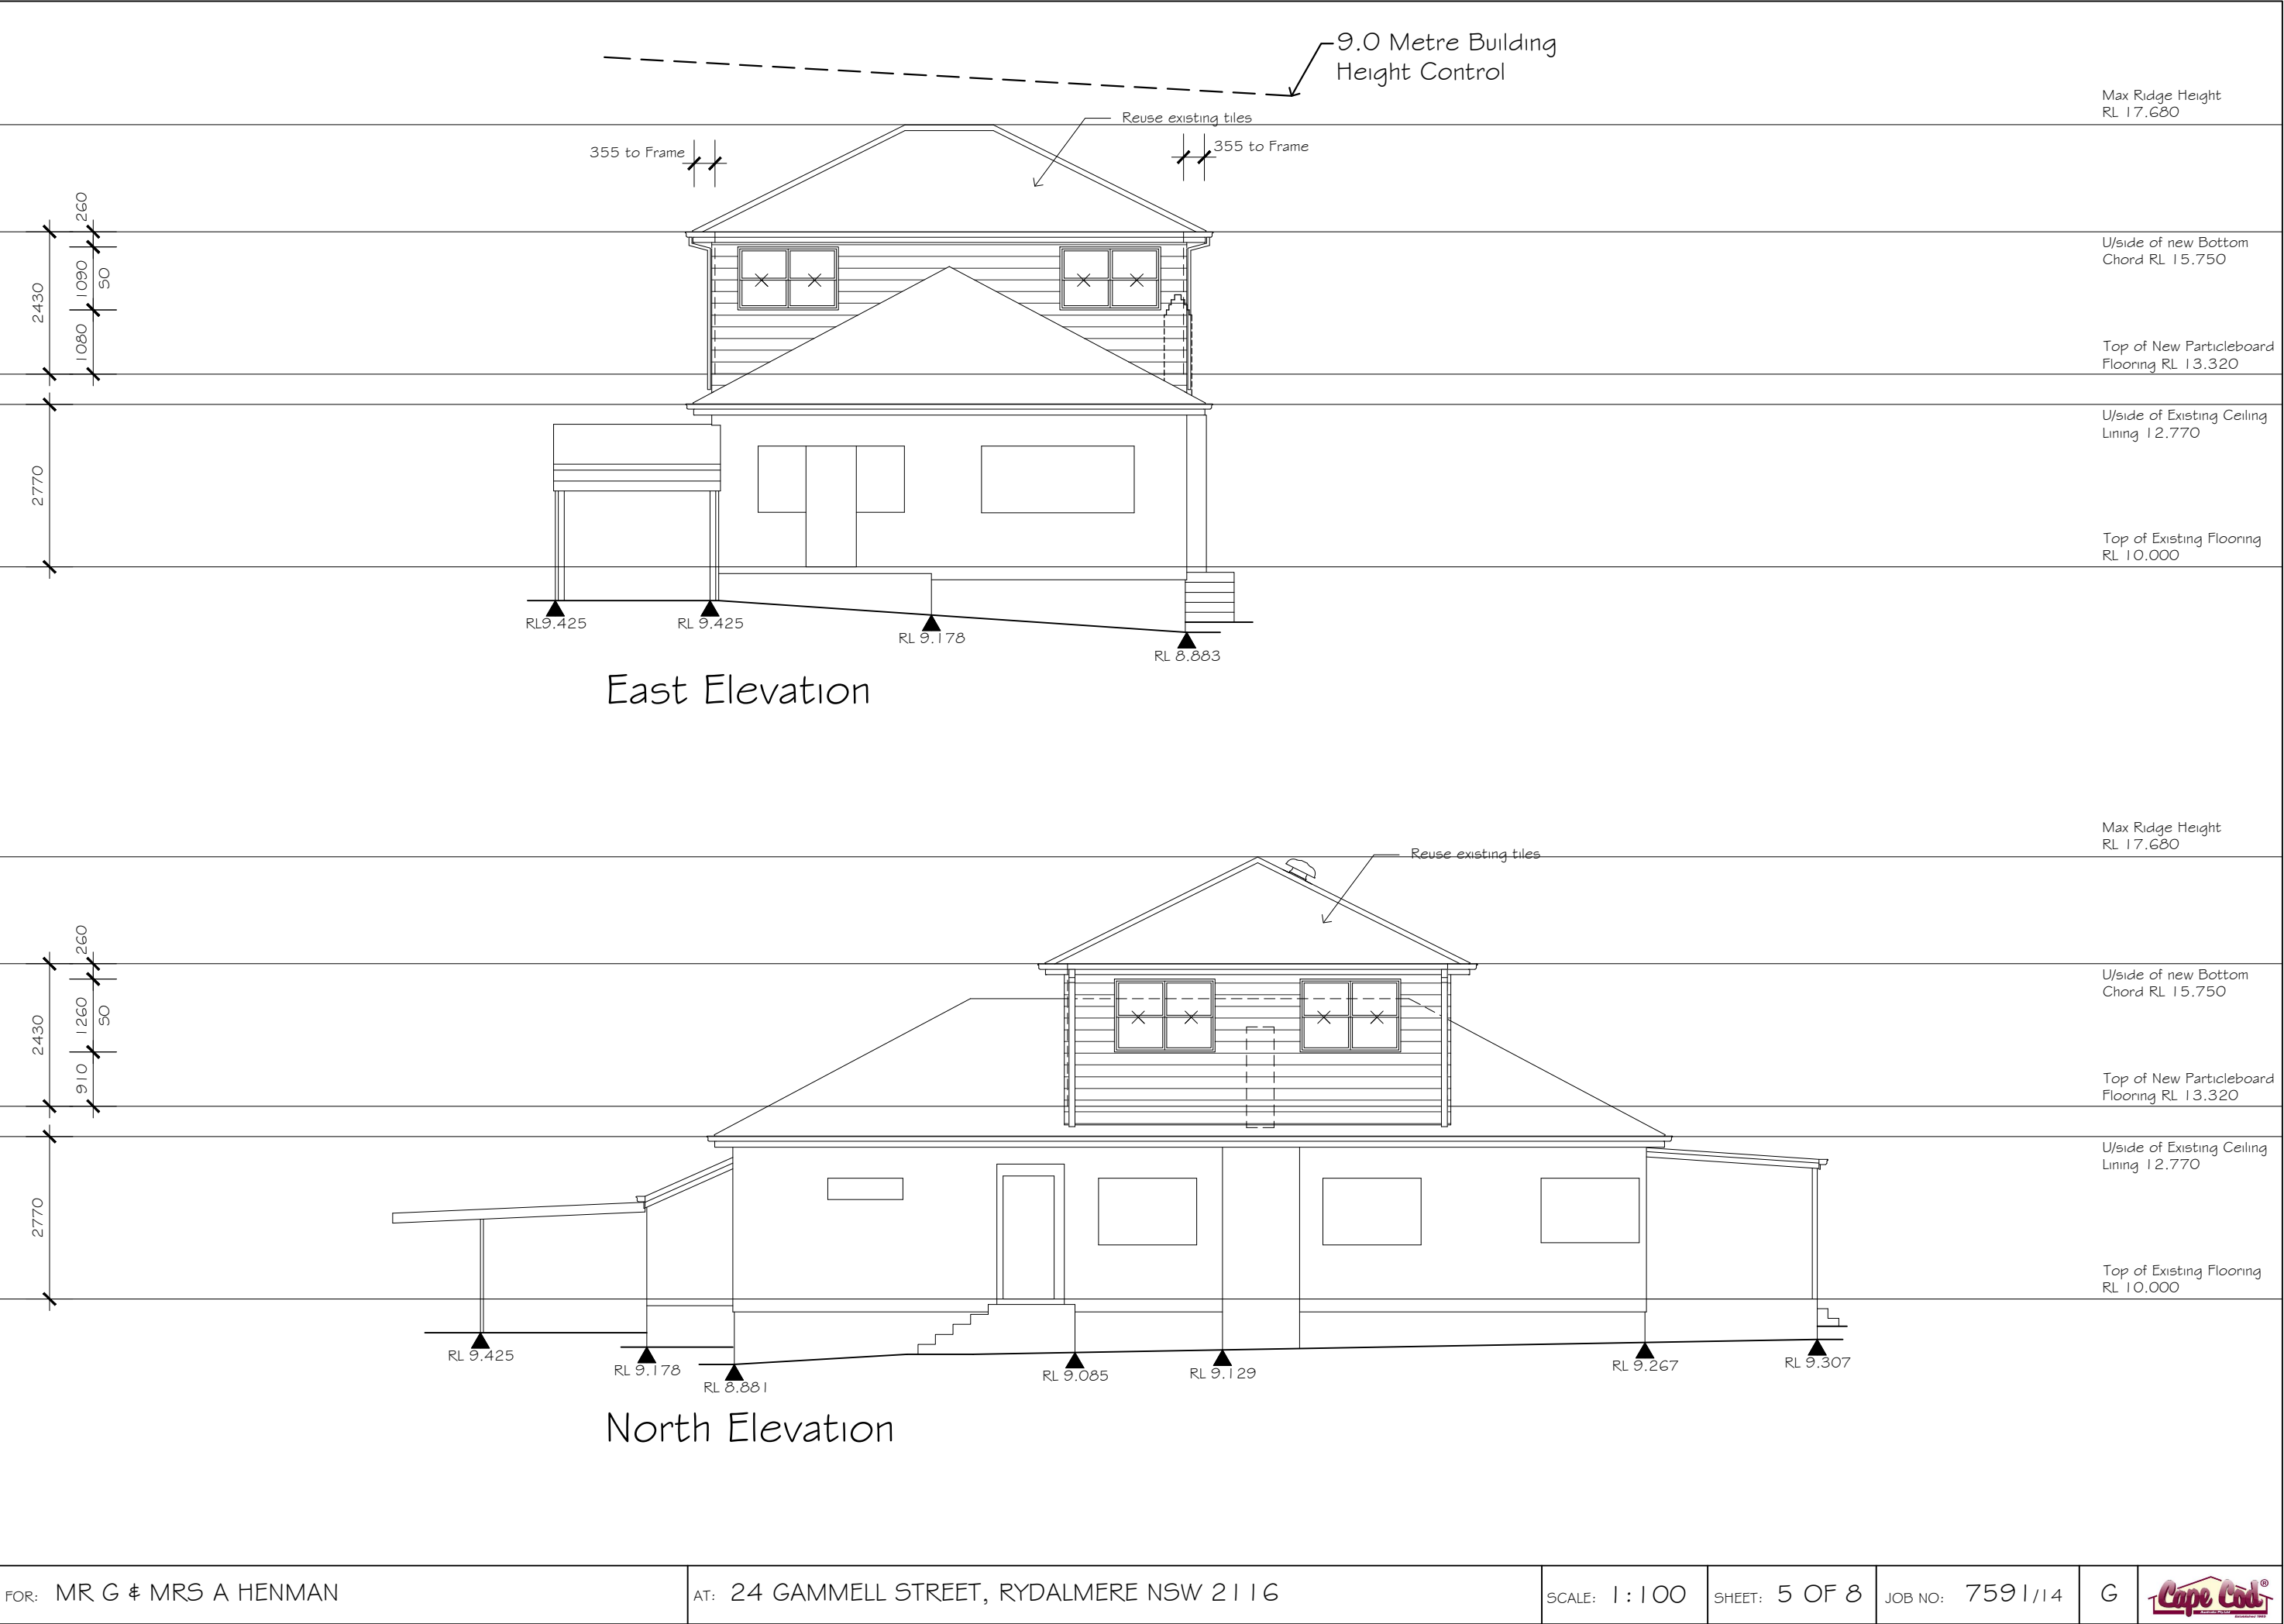 9.0 Metre Building
Height Control
Max Ridge Height
RL 17.680
Reuse existing tiles
355 to Frame
355 to Frame
260
U/side of new Bottom
Chord RL 15.750
2430
1090
50
1080
Top of New Particleboard
Flooring RL 13.320
U/side of Existing Ceiling
Lining 12.770
2770
Top of Existing Flooring
RL 10.000
RL9.425
RL 9.425
RL 9.178
RL 8.883
East Elevation
Max Ridge Height
RL 17.680
Reuse existing tiles
260
U/side of new Bottom
Chord RL 15.750
2430
1260
50
910
Top of New Particleboard
Flooring RL 13.320
U/side of Existing Ceiling
Lining 12.770
2770
Top of Existing Flooring
RL 10.000
RL 9.425
RL 9.178
RL 8.881
RL 9.085
RL 9.129
RL 9.267
RL 9.307
North Elevation
FOR: MR G & MRS A HENMAN
AT: 24 GAMMELL STREET, RYDALMERE NSW 2116
SCALE: 1:100
SHEET: 5 OF 8
JOB NO: 7591/14
G
Cape Cod®
Australia Pty Ltd
Established 1965